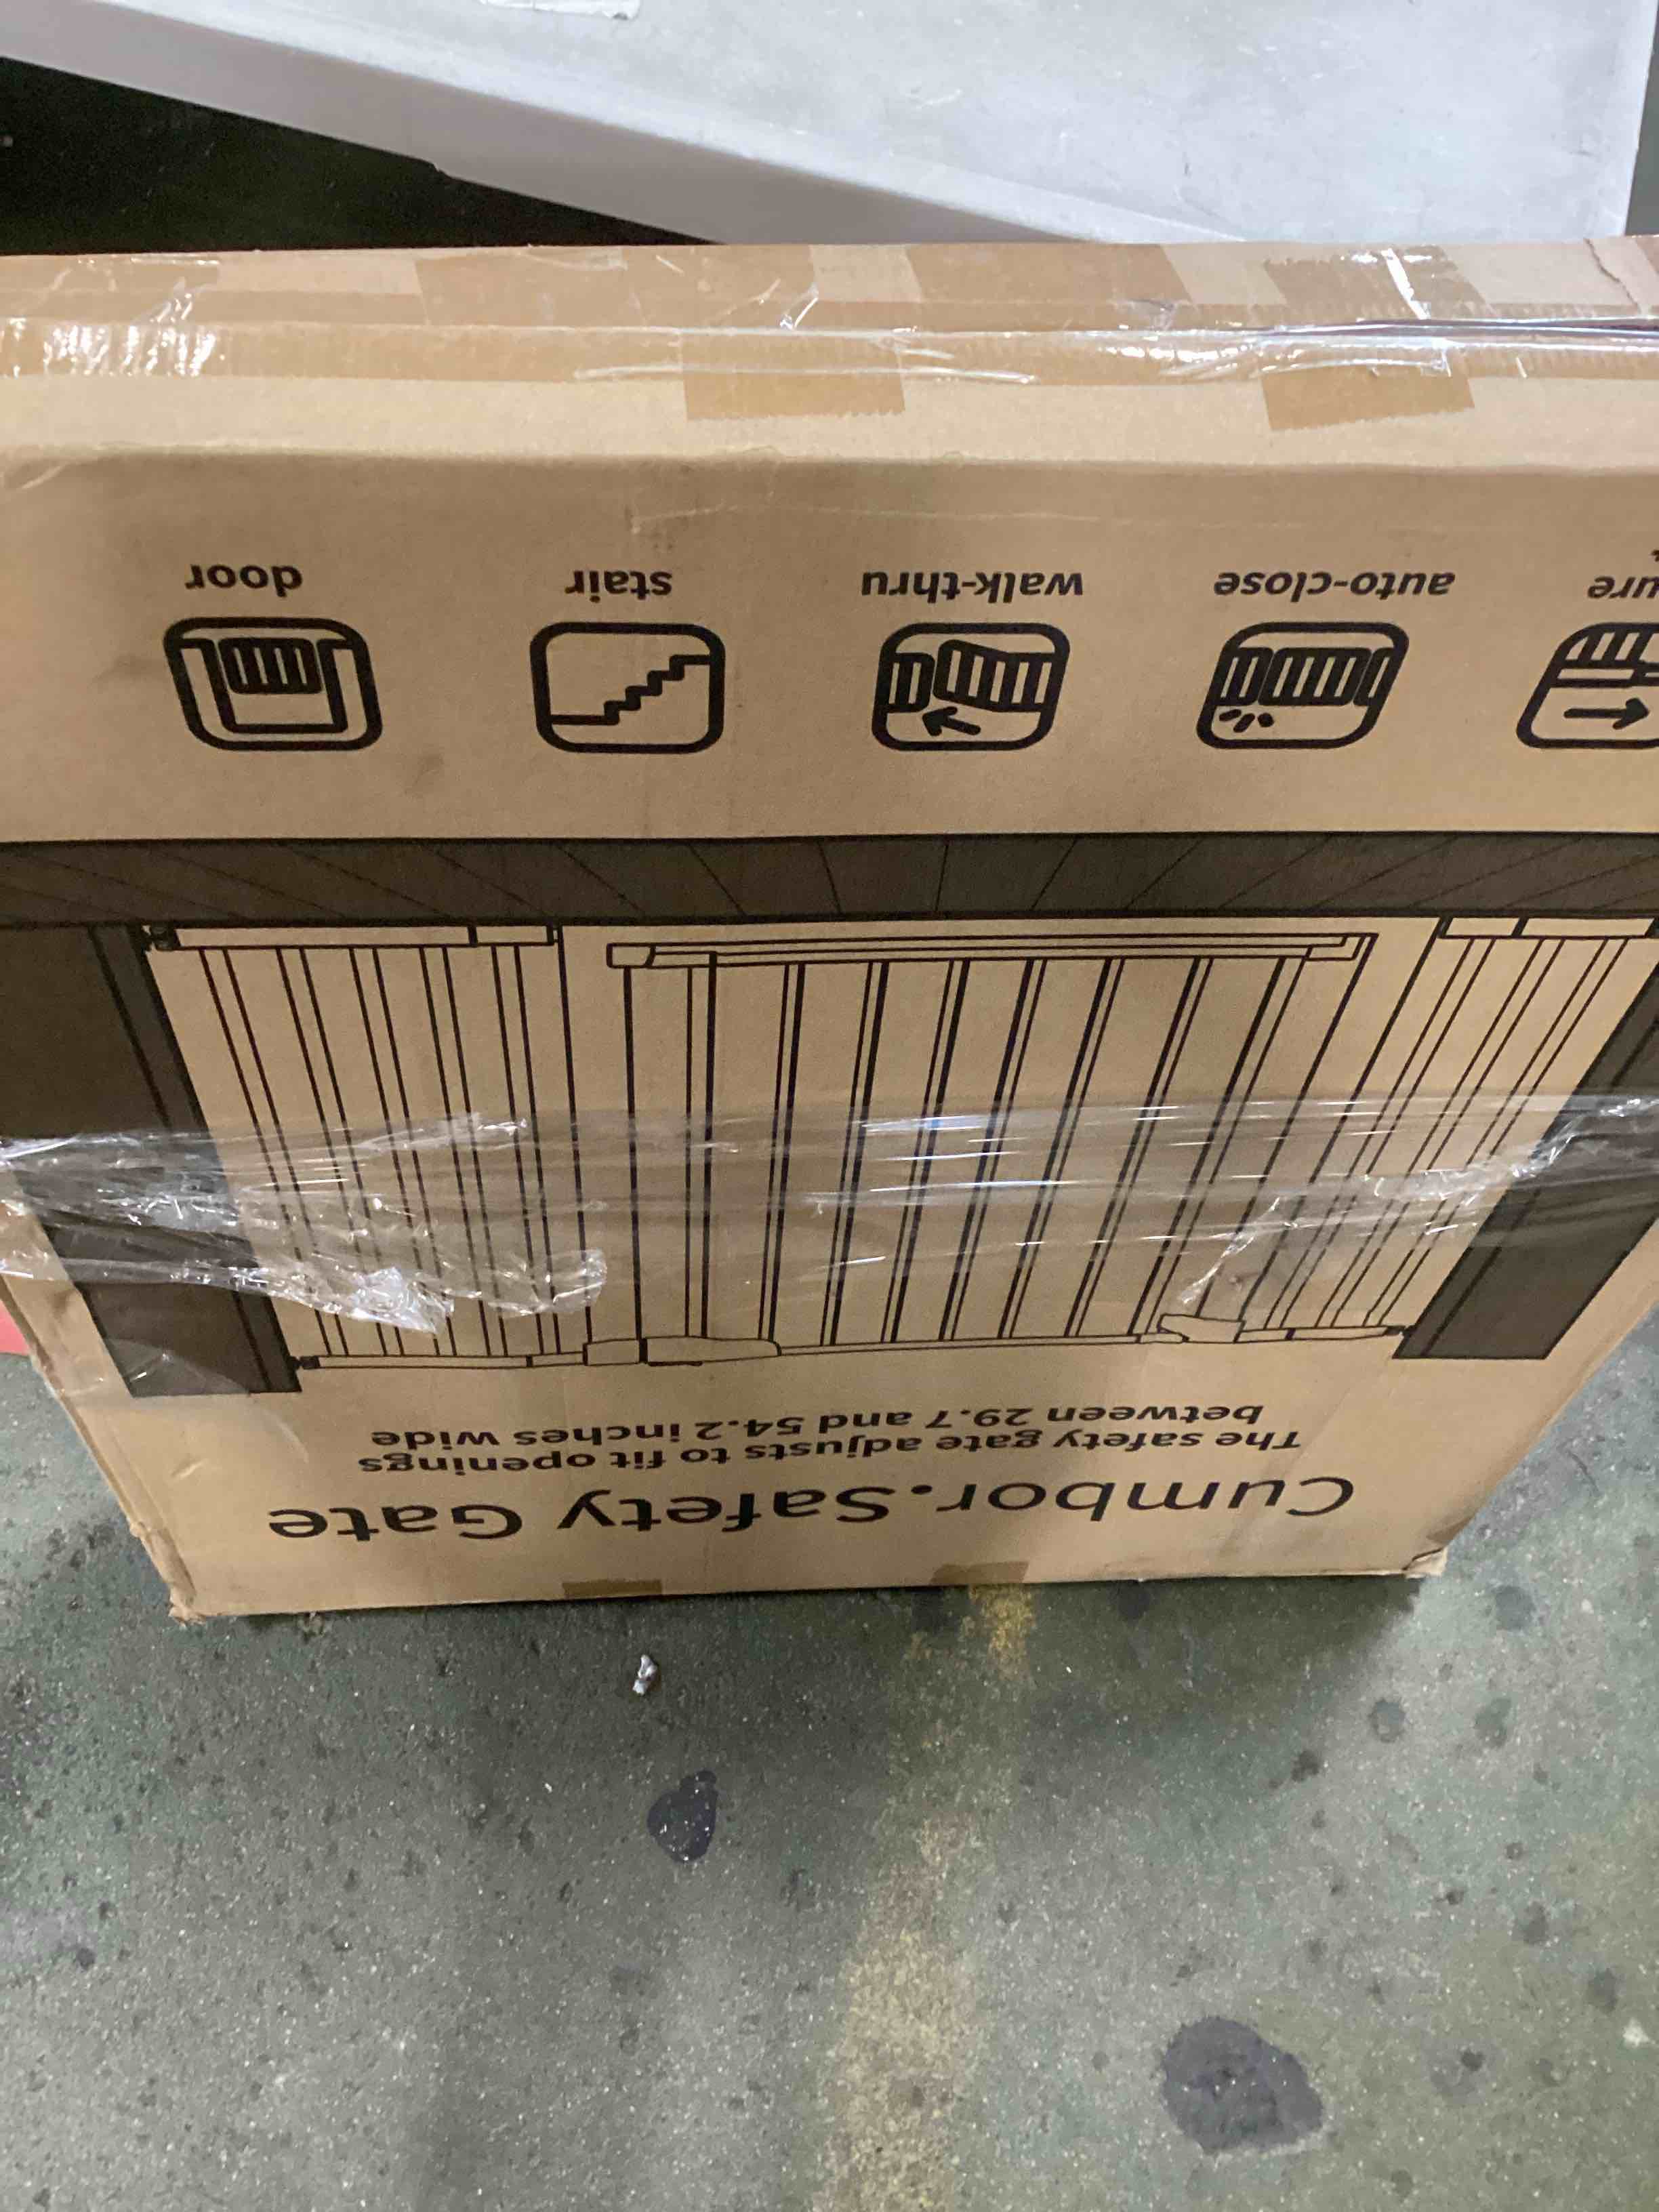 Cumbor.Safety Gate
The safety gate adjusts to fit openings
between 29.7 and 54.2 inches wide
auto-close
walk-thru
stair
door